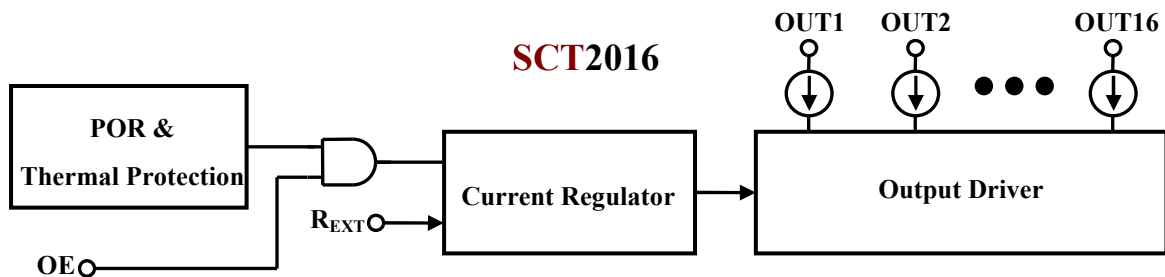 OUT1 OUT2 OUT16
SCT2016
POR &
Thermal Protection
Current Regulator
Output Driver
REXT
OE